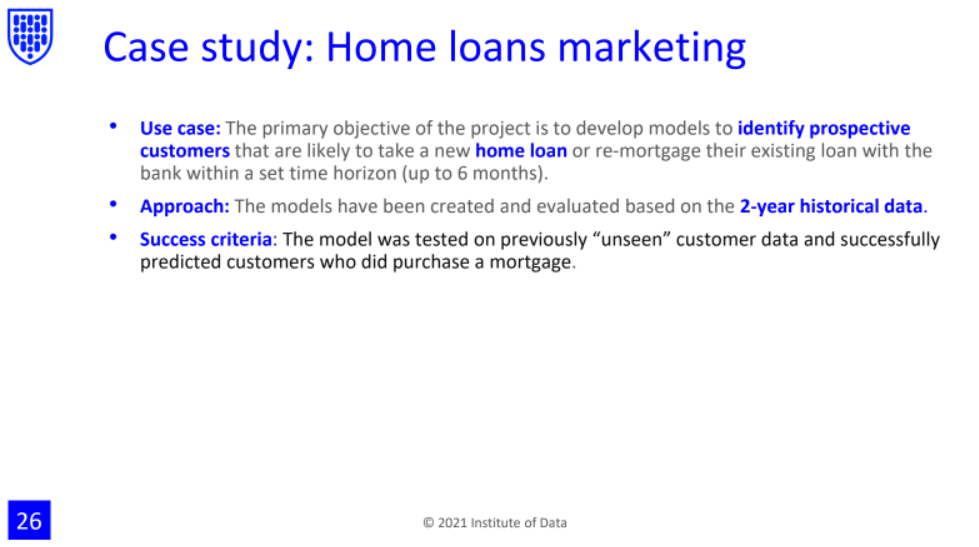 Case study: Home loans marketing
• Use case: The primary objective of the project is to develop models to identify prospective
customers that are likely to take a new home loan or re-mortgage their existing loan with the
bank within a set time horizon (up to 6 months).
• Approach: The models have been created and evaluated based on the 2-year historical data.
• Success criteria: The model was tested on previously “unseen” customer data and successfully
predicted customers who did purchase a mortgage.
26
© 2021 Institute of Data